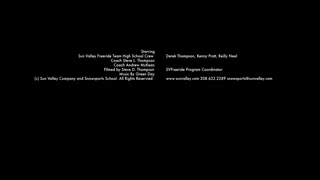 Starring
Sun Valley Freeride Team High School Crew Derek Thompson, Kenny Pratt, Reilly Neal
Coach Steve L. Thompson
Coach Andrew McKean
Filmed by Steve D. Thompson SVFreeride Program Coordinator
Music By Green Day
(c) Sun Valley Company and Snowsports School. All Rights Reserved www.sunvalley.com 208.622.2289 snowsports@sunvalley.com